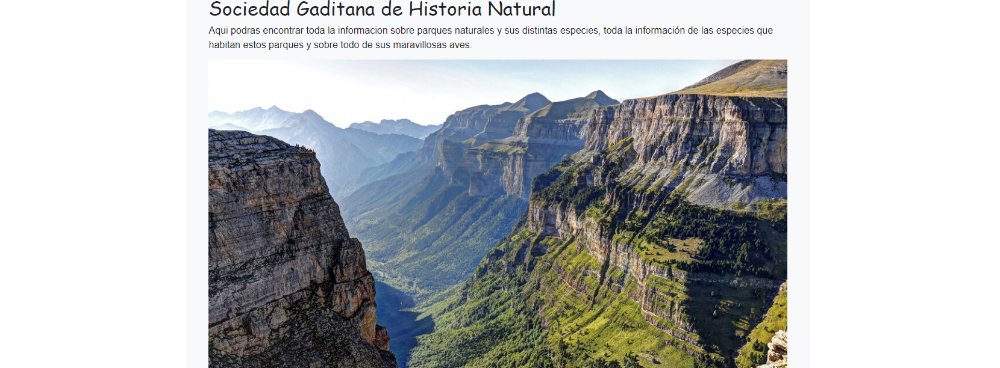 Sociedad Gaditana de Historia Natural
Aqui podras encontrar toda la informacion sobre parques naturales y sus distintas especies, toda la información de las especies que
habitan estos parques y sobre todo de sus maravillosas aves.